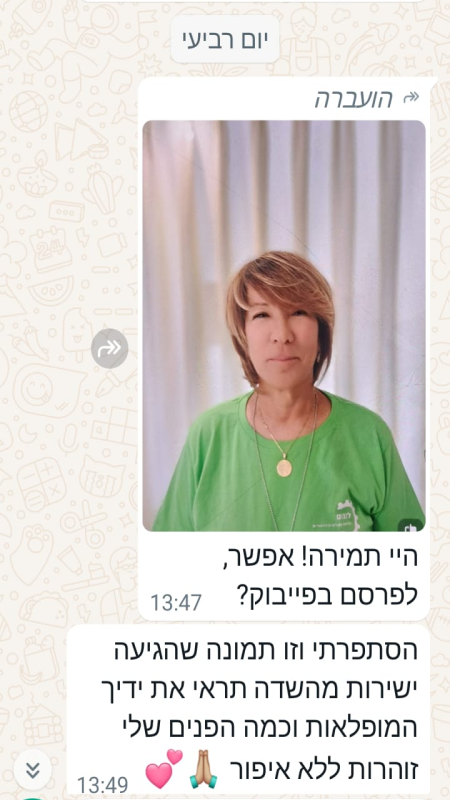 יום רביעי
הועברה
היי תמירה! אפשר,
לפרסם בפייבוק?
13:47
הסתפרתי וזו תמונה שהגיעה
ישירות מהשדה תראי את ידיך
המופלאות וכמה הפנים שלי
זוהרות ללא איפור 🙏🏽💕
13:49